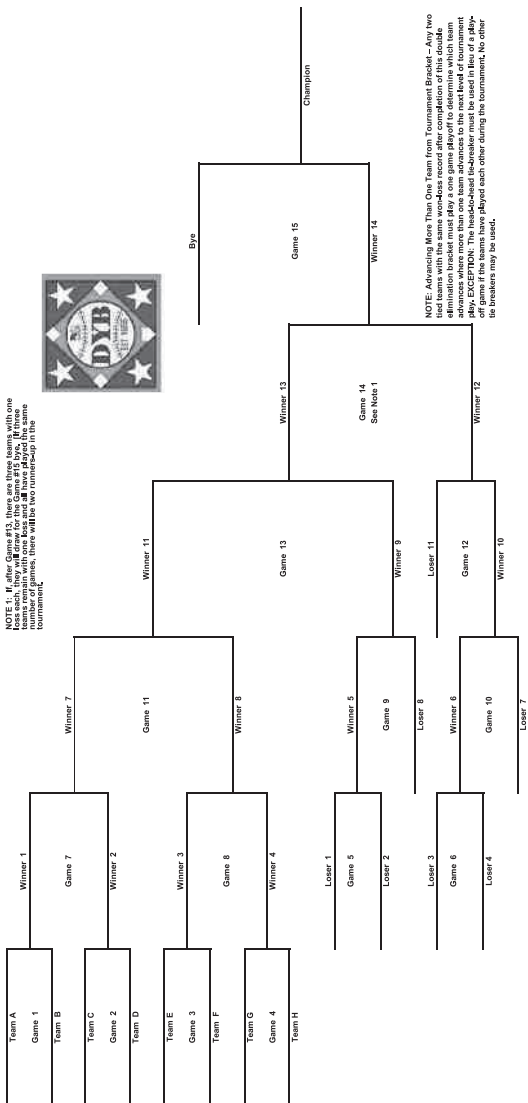 NOTE 1: If, after Game #13, there are three teams with one
loss each, they will draw for the Game #15 bye. (If three
teams remain with one loss and all have played the same
number of games, there will be two runners-up in the
tournament.
DYB
Team A
Game 1
Team B
Team C
Game 2
Team D
Team E
Game 3
Team F
Team G
Game 4
Team H
Winner 1
Game 7
Winner 2
Winner 3
Game 8
Winner 4
Loser 1
Game 5
Loser 2
Loser 3
Game 6
Loser 4
Winner 7
Game 11
Winner 8
Winner 5
Game 9
Loser 8
Winner 6
Game 10
Loser 7
Winner 11
Game 13
Winner 9
Loser 11
Game 12
Winner 10
Winner 13
Game 14
See Note 1
Winner 12
Bye
Game 15
Winner 14
Champion
NOTE: Advancing More Than One Team from Tournament Bracket – Any two
tied teams with the same won-loss record after completion of this double
elimination bracket must play a one game playoff to determine which team
advances where more than one team advances to the next level of tournament
play. EXCEPTION: The head-to-head tie-breaker must be used in lieu of a play-
off game if the teams have played each other during the tournament. No other
tie breakers may be used.